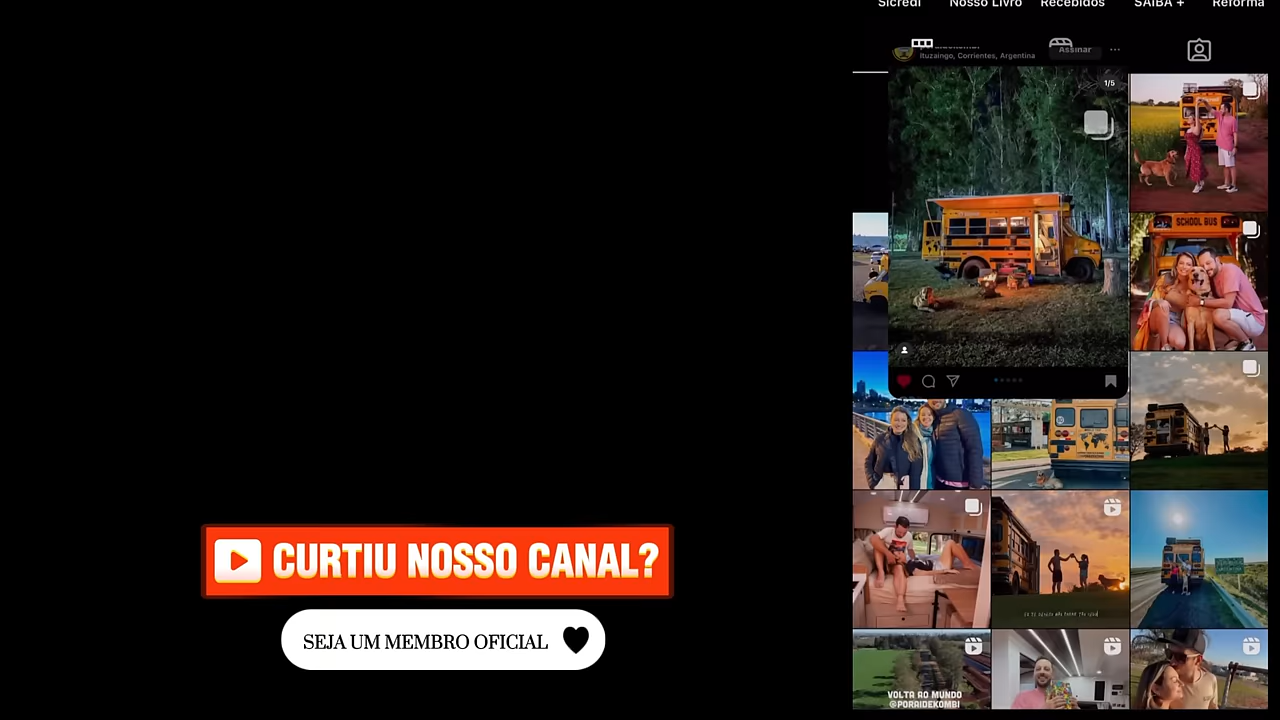 Sicredi
Nosso Livro
Recebidos
SAIBA +
Reforma
Assinar
Ituzaingo, Corrientes, Argentina
1/5
SCHOOL BUS
CURTIU NOSSO CANAL?
SEJA UM MEMBRO OFICIAL
VOLTA AO MUNDO
@PORAIDEKOMBI